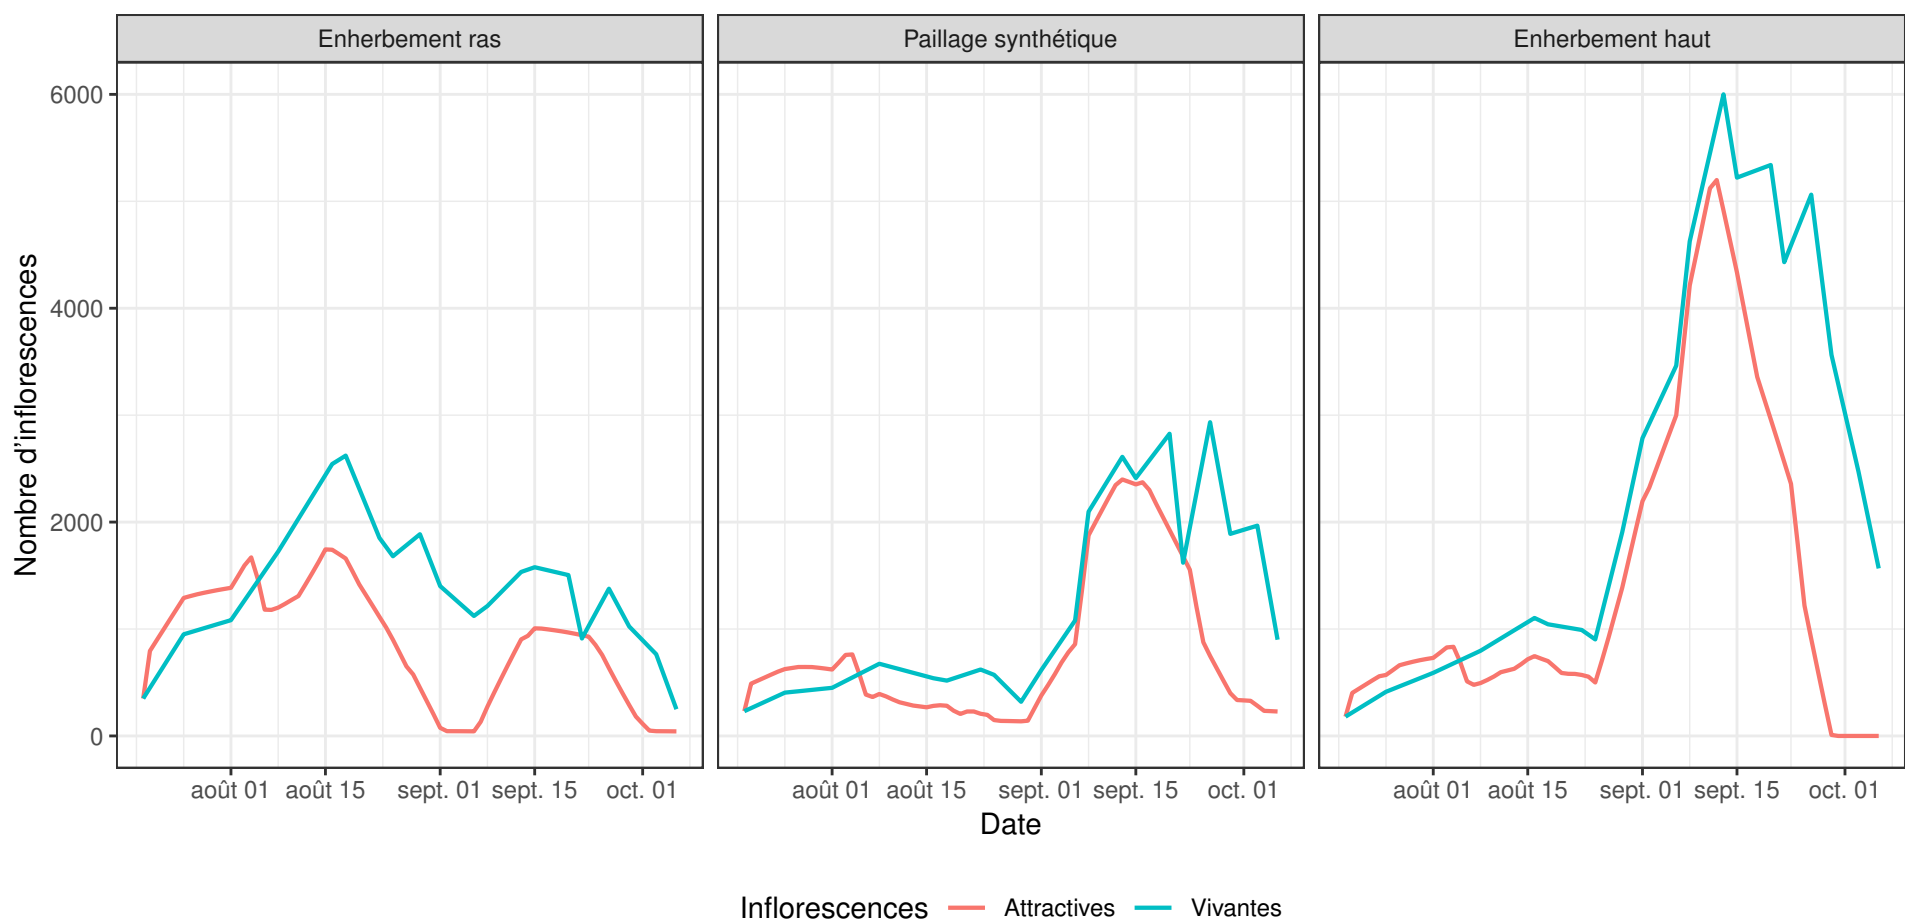 Enherbement ras
Paillage synthétique
Enherbement haut
6000
4000
2000
0
Nombre d'inflorescences
août 01 août 15 sept. 01 sept. 15 oct. 01
août 01 août 15 sept. 01 sept. 15 oct. 01
août 01 août 15 sept. 01 sept. 15 oct. 01
Date
Inflorescences Attractives Vivantes